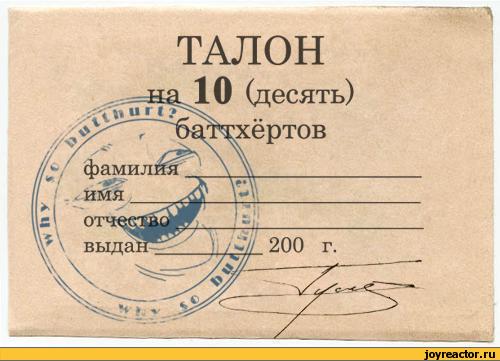 ТАЛОН
на 10 (десять)
баттхёртов
фамилия
имя
отчество
выдан 200 г.
why so butthurt?
why so butthurt?
joyreactor.ru